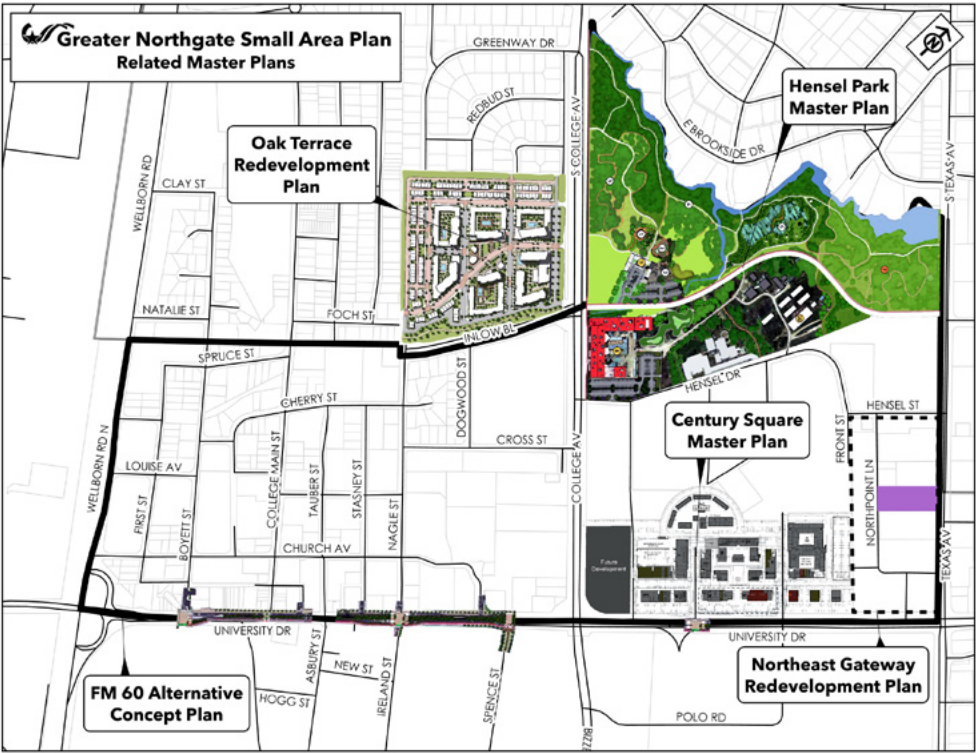 Greater Northgate Small Area Plan
Related Master Plans
N
GREENWAY DR
REDBUD ST
S COLLEGE AV
Hensel Park
Master Plan
E BROOKSIDE DR
S TEXAS AV
Oak Terrace
Redevelopment
Plan
WELLBORN RD
CLAY ST
NATALIE ST
FOCH ST
INLOW BL
SPRUCE ST
DOGWOOD ST
HENSEL DR
CHERRY ST
Century Square
Master Plan
HENSEL ST
FRONT ST
CROSS ST
COLLEGE AV
WELLBORN RD N
LOUISE AV
FIRST ST
BOYETT ST
COLLEGE MAIN ST
TAUBER ST
STASNEY ST
NAGLE ST
NORTHPOINT LN
TEXAS AV
CHURCH AV
Future
Development
UNIVERSITY DR
UNIVERSITY DR
ASBURY ST
NEW ST
IRELAND ST
SPENCE ST
HOGG ST
FM 60 Alternative
Concept Plan
Northeast Gateway
Redevelopment Plan
POLO RD